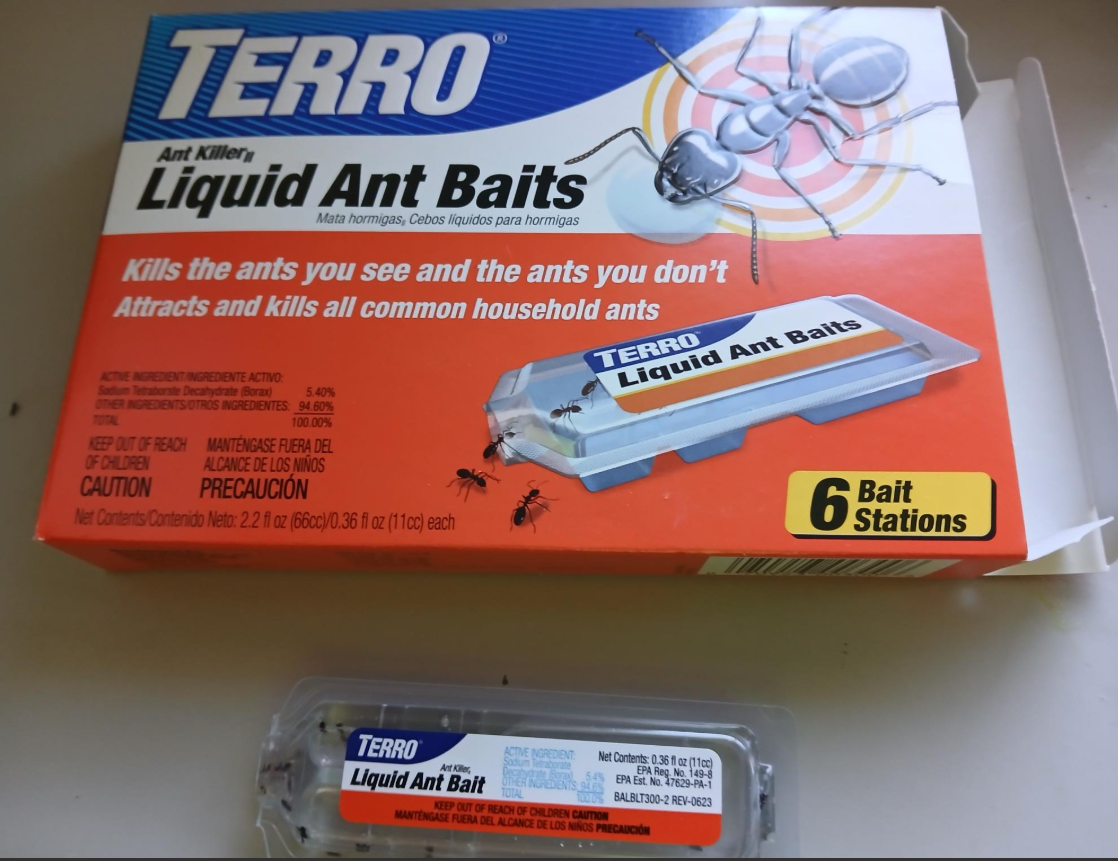 TERRO®
Ant Killer II
Liquid Ant Baits
Mata hormigas II Cebos líquidos para hormigas
Kills the ants you see and the ants you don't
Attracts and kills all common household ants
TERRO
Liquid Ant Baits
ACTIVE INGREDIENT/INGREDIENTE ACTIVO:
Sodium Tetraborate Decahydrate (Borax) 5.40%
OTHER INGREDIENTS/OTROS INGREDIENTES: 94.60%
TOTAL 100.00%
KEEP OUT OF REACH OF CHILDREN
CAUTION
MANTÉNGASE FUERA DEL ALCANCE DE LOS NIÑOS
PRECAUCIÓN
Net Contents/Contenido Neto: 2.2 fl oz (66cc)/0.36 fl oz (11cc) each
6 Bait Stations
TERRO
Ant Killer II
Liquid Ant Bait
ACTIVE INGREDIENT:
Sodium Tetraborate
Decahydrate (Borax) 5.4%
OTHER INGREDIENTS: 94.6%
TOTAL 100.0%
Net Contents: 0.36 fl oz (11cc)
EPA Reg. No. 149-8
EPA Est. No. 47629-PA-1
BALBLT300-2 REV-0623
KEEP OUT OF REACH OF CHILDREN CAUTION
MANTÉNGASE FUERA DEL ALCANCE DE LOS NIÑOS PRECAUCIÓN